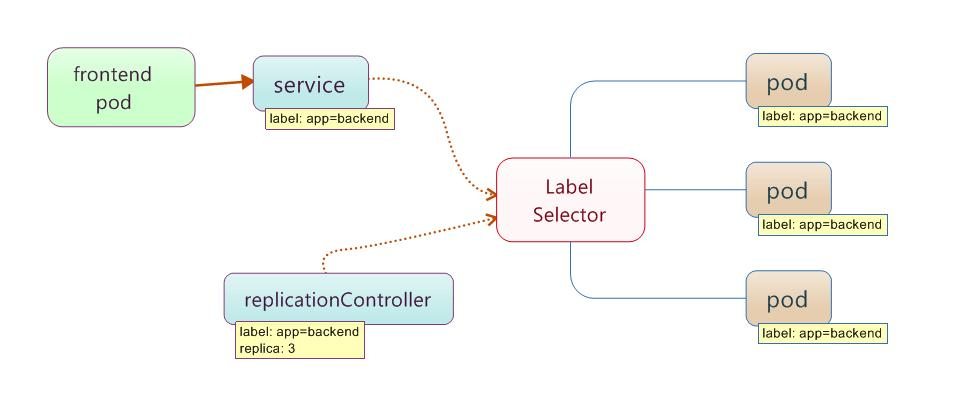 frontend
pod
service
label: app=backend
replicationController
label: app=backend
replica: 3
Label
Selector
pod
label: app=backend
pod
label: app=backend
pod
label: app=backend